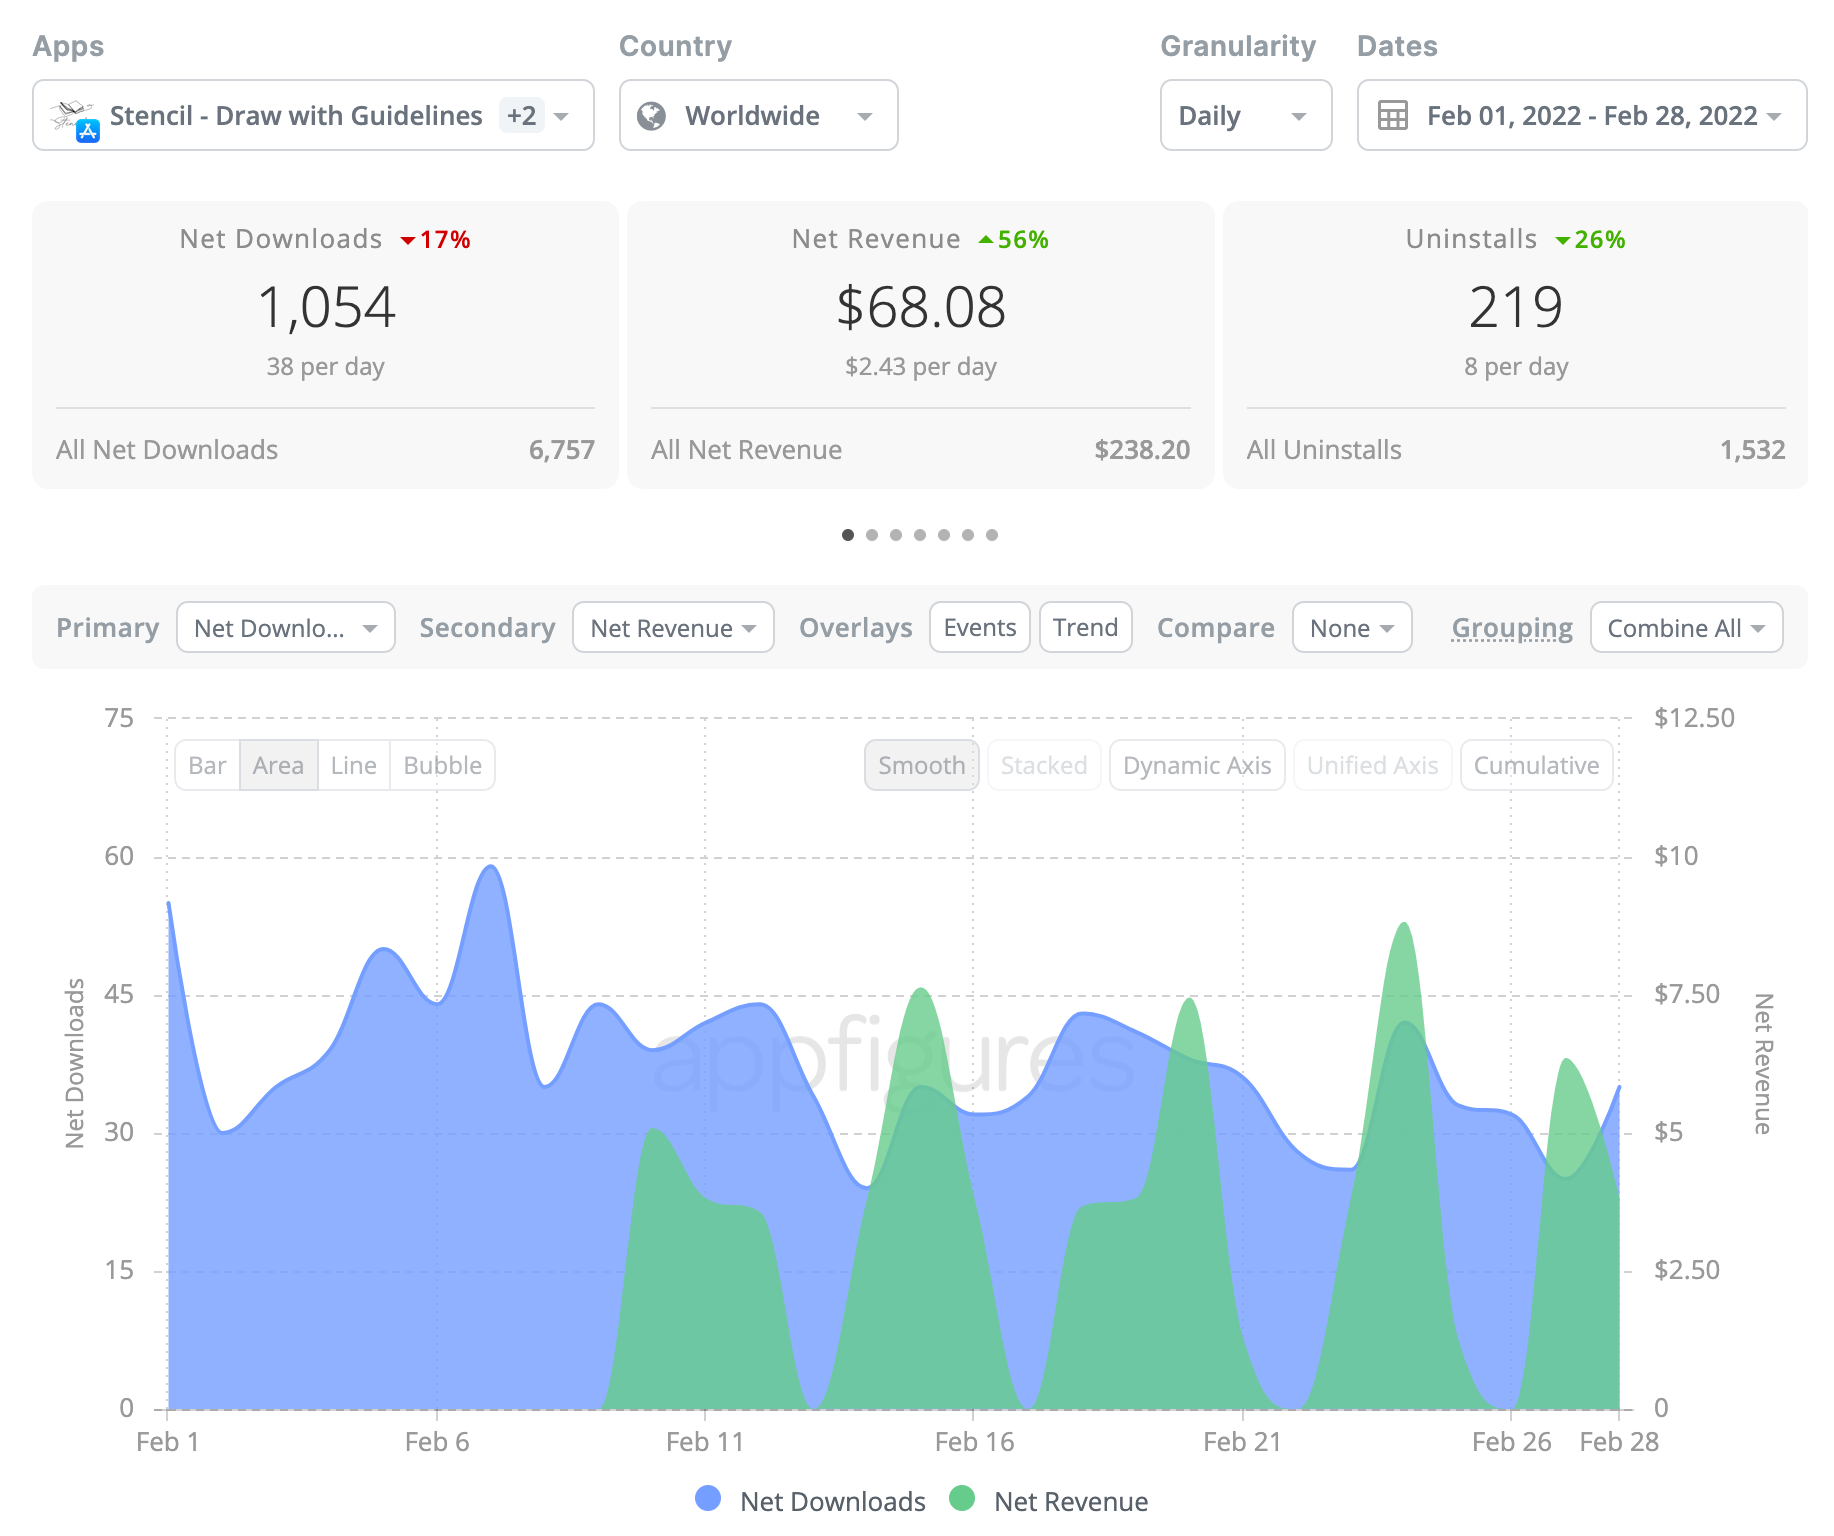 Apps
Country
Granularity
Dates
Stencil - Draw with Guidelines +2
Worldwide
Daily
Feb 01, 2022 - Feb 28, 2022
Net Downloads 17%
1,054
38 per day
All Net Downloads 6,757
Net Revenue 56%
$68.08
$2.43 per day
All Net Revenue $238.20
Uninstalls 26%
219
8 per day
All Uninstalls 1,532
Primary Net Downlo... Secondary Net Revenue Overlays Events Trend Compare None Grouping Combine All
Bar Area Line Bubble
Smooth Stacked Dynamic Axis Unified Axis Cumulative
75
60
45
30
15
0
Net Downloads
appfigures
$12.50
$10
$7.50
$5
$2.50
0
Net Revenue
Feb 1 Feb 6 Feb 11 Feb 16 Feb 21 Feb 26 Feb 28
Net Downloads Net Revenue